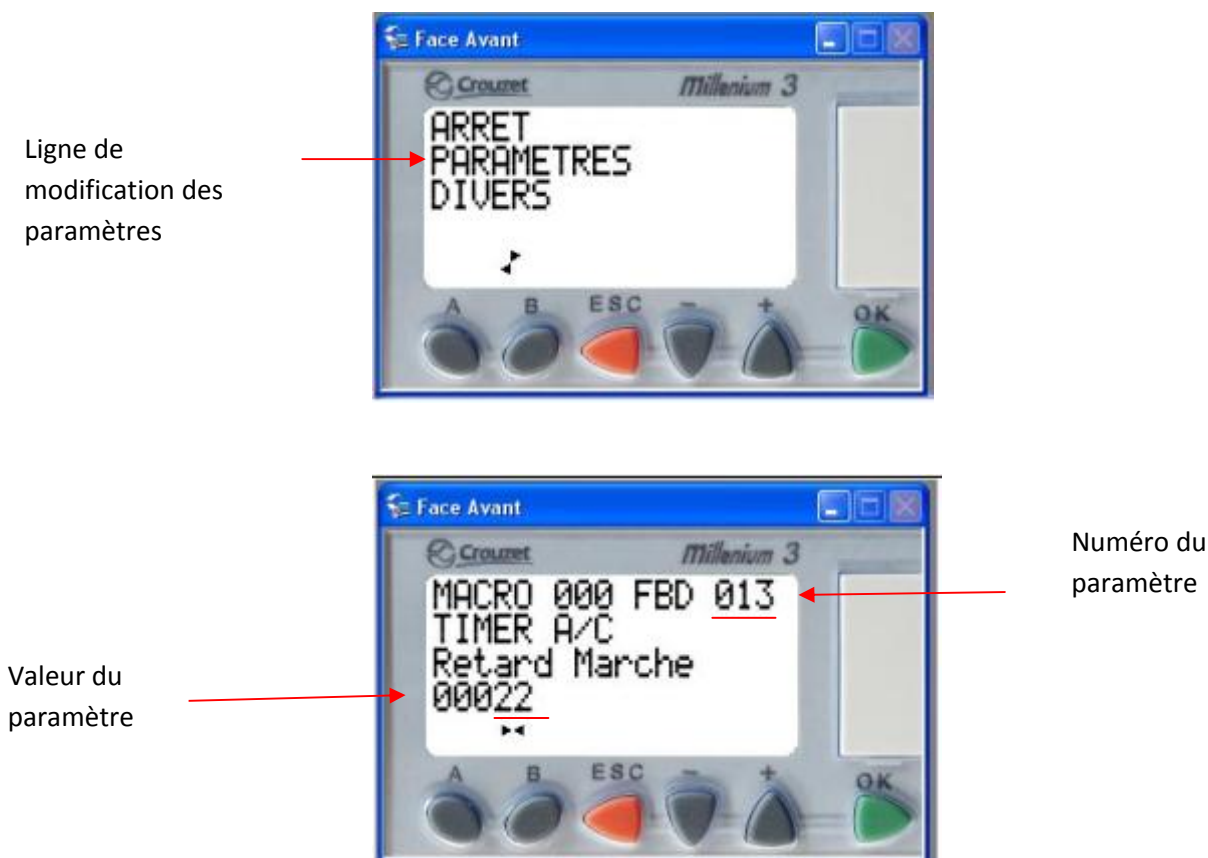 Face Avant
Crouzet Millenium 3
ARRET
PARAMETRES
DIVERS
A B ESC - + OK
Ligne de
modification des
paramètres
Face Avant
Crouzet Millenium 3
MACRO 000 FBD 013
TIMER A/C
Retard Marche
00022
A B ESC - + OK
Numéro du
paramètre
Valeur du
paramètre